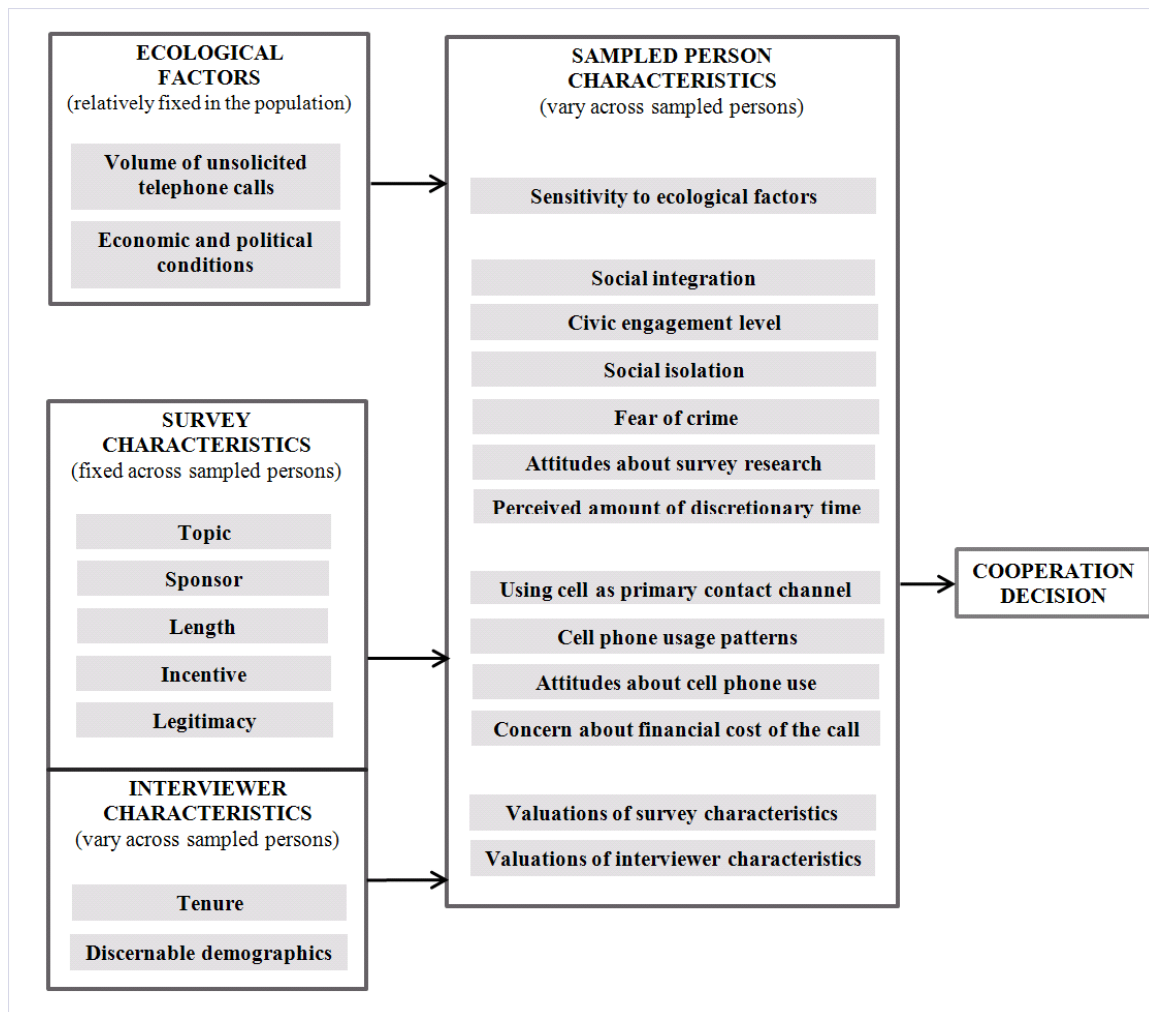 ECOLOGICAL
FACTORS
(relatively fixed in the population)
Volume of unsolicited
telephone calls
Economic and political
conditions
SURVEY
CHARACTERISTICS
(fixed across sampled persons)
Topic
Sponsor
Length
Incentive
Legitimacy
INTERVIEWER
CHARACTERISTICS
(vary across sampled persons)
Tenure
Discernable demographics
SAMPLED PERSON
CHARACTERISTICS
(vary across sampled persons)
Sensitivity to ecological factors
Social integration
Civic engagement level
Social isolation
Fear of crime
Attitudes about survey research
Perceived amount of discretionary time
Using cell as primary contact channel
Cell phone usage patterns
Attitudes about cell phone use
Concern about financial cost of the call
Valuations of survey characteristics
Valuations of interviewer characteristics
COOPERATION
DECISION